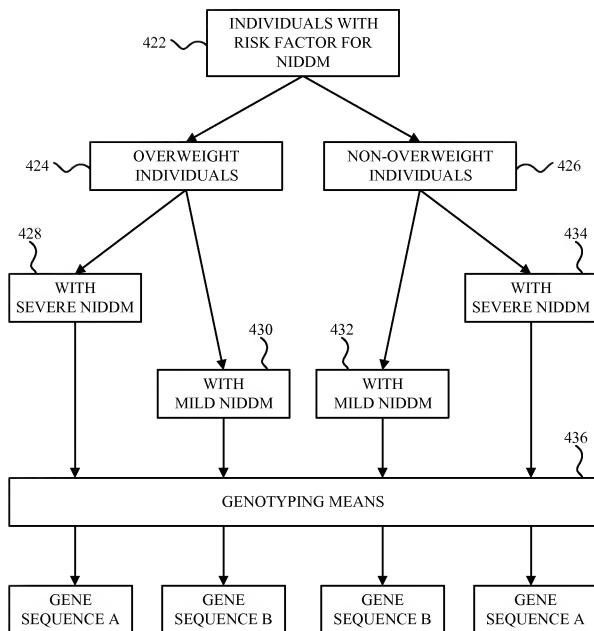 INDIVIDUALS WITH
RISK FACTOR FOR
NIDDM
422
OVERWEIGHT
INDIVIDUALS
424
NON-OVERWEIGHT
INDIVIDUALS
426
428
WITH
SEVERE NIDDM
434
WITH
SEVERE NIDDM
430
WITH
MILD NIDDM
432
WITH
MILD NIDDM
436
GENOTYPING MEANS
GENE
SEQUENCE A
GENE
SEQUENCE B
GENE
SEQUENCE B
GENE
SEQUENCE A